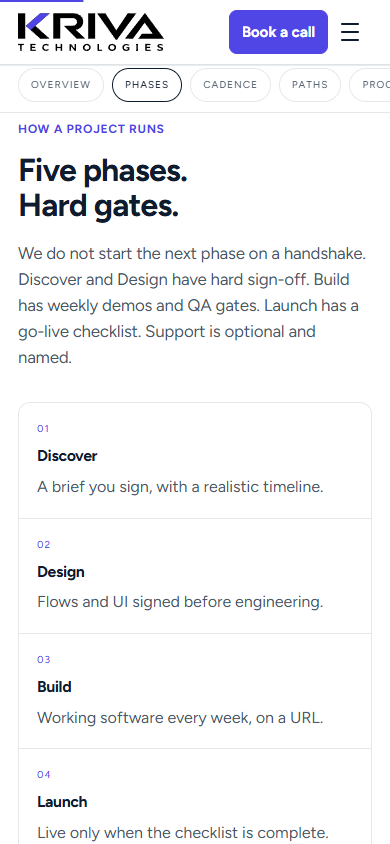 KRIVA
TECHNOLOGIES
Book a call
OVERVIEW PHASES CADENCE PATHS
HOW A PROJECT RUNS
Five phases.
Hard gates.
We do not start the next phase on a handshake.
Discover and Design have hard sign-off. Build
has weekly demos and QA gates. Launch has a
go-live checklist. Support is optional and
named.
01
Discover
A brief you sign, with a realistic timeline.
02
Design
Flows and UI signed before engineering.
03
Build
Working software every week, on a URL.
04
Launch
Live only when the checklist is complete.